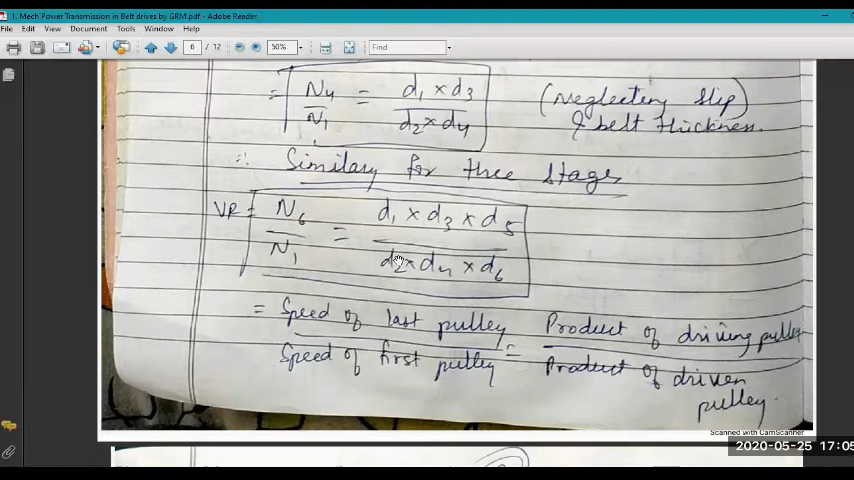 1. Mech Power Transmission in Belt drives by GRM.pdf - Adobe Reader
File Edit View Document Tools Window Help
6 / 12 50% Find
= N4/N1 = d1 × d3 / d2 × d4 (Neglecting Slip) & belt thickness.
∴ Similary for three Stages
VR = N6/N1 = d1 × d3 × d5 / d2 × d4 × d6
= Speed of last pulley / Speed of first pulley = Product of driving pulley / Product of driven pulley.
Scanned with CamScanner
2020-05-25 17:05